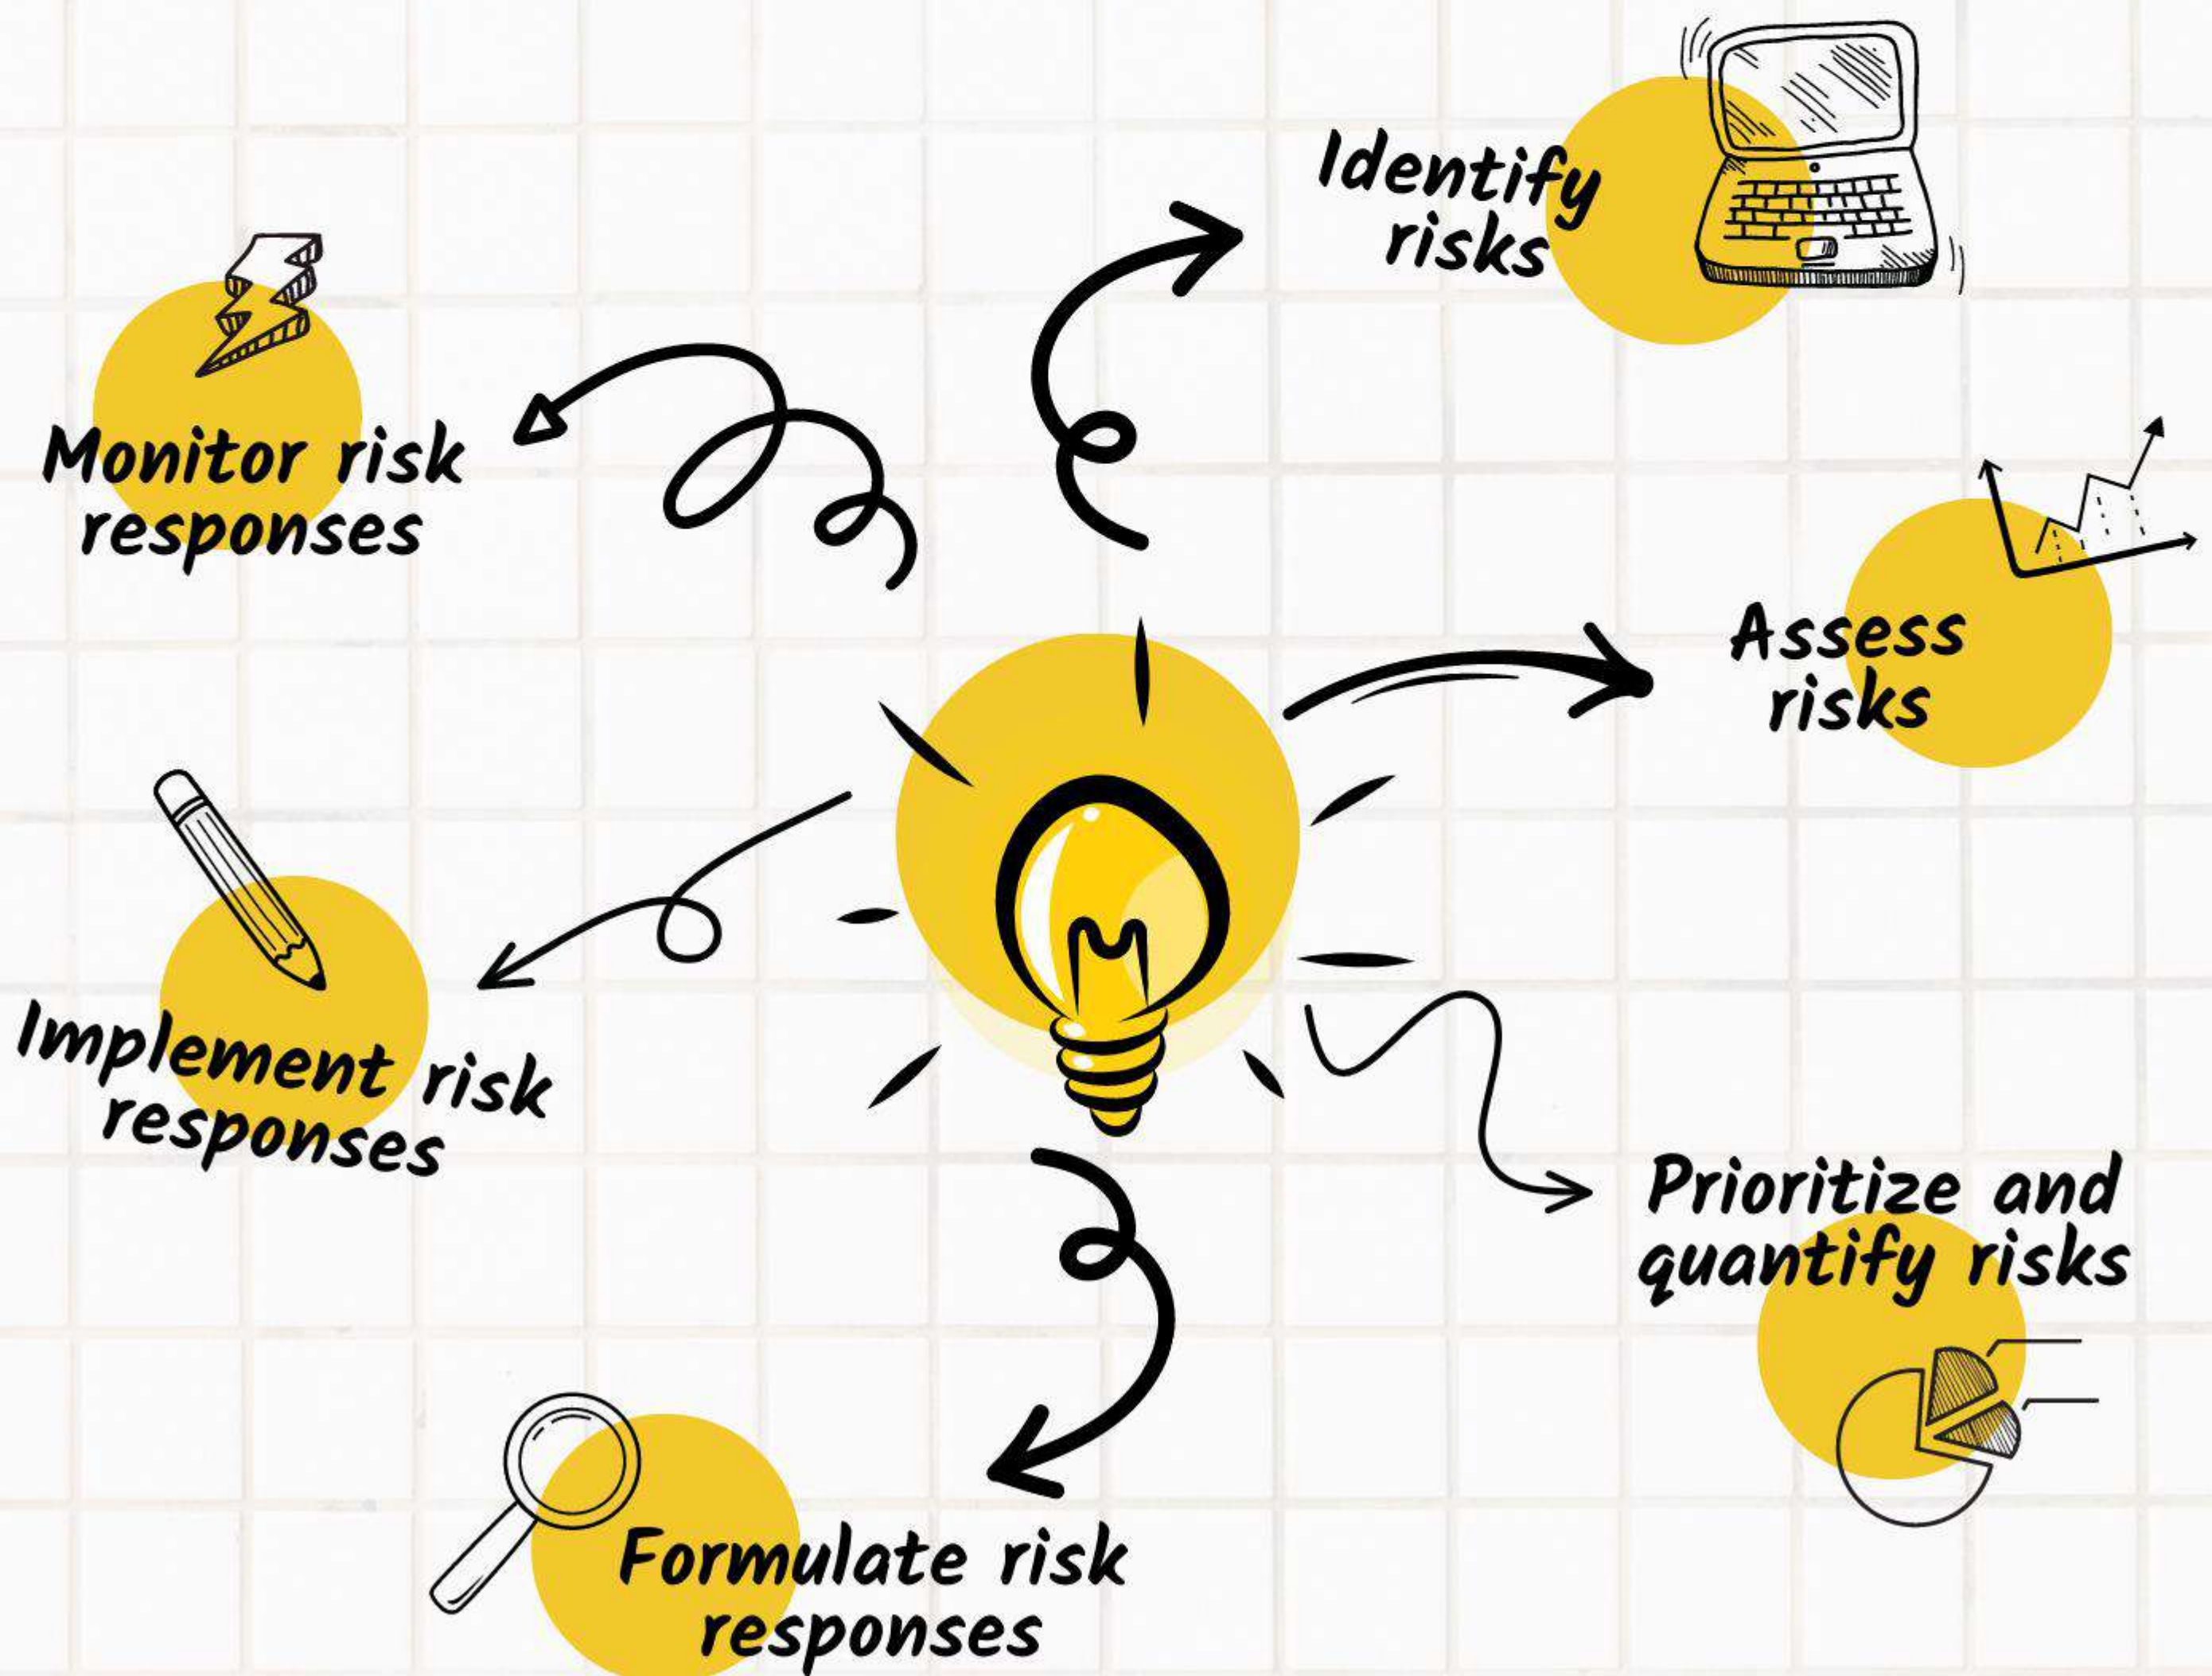 Identify
risks
Assess
risks
Prioritize and
quantify risks
Formulate risk
responses
Implement risk
responses
Monitor risk
responses